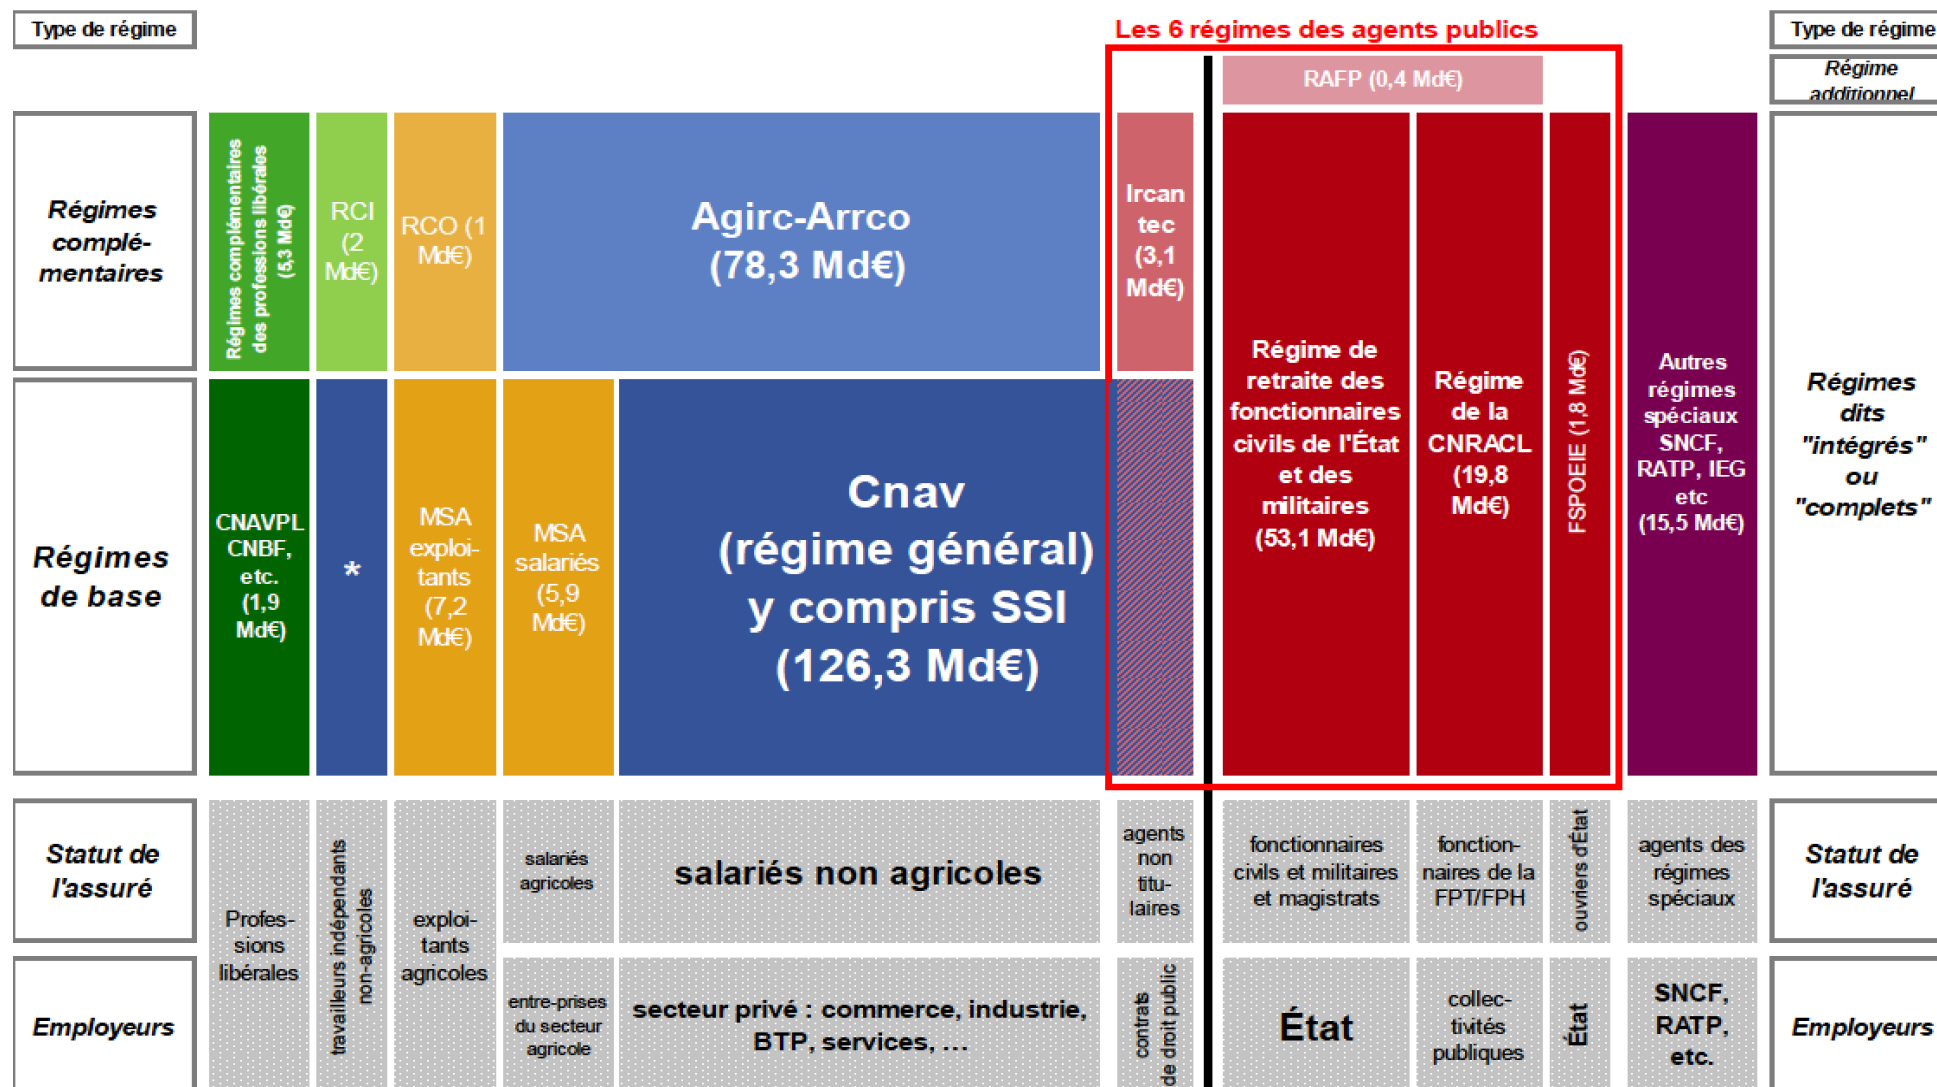 Type de régime
Les 6 régimes des agents publics
Type de régime
RAFP (0,4 Md€)
Régime
additionnel
Régimes
complé-
mentaires
Régimes complémentaires
des professions libérales
(5,3 Md€)
RCI
(2
Md€)
RCO (1
Md€)
Agirc-Arrco
(78,3 Md€)
Ircan
tec
(3,1
Md€)
Régime de
retraite des
fonctionnaires
civils de l'État
et des
militaires
(53,1 Md€)
Régime
de la
CNRACL
(19,8
Md€)
FSPOEIE (1,8 Md€)
Autres
régimes
spéciaux
SNCF,
RATP, IEG
etc
(15,5 Md€)
Régimes
dits
"intégrés"
ou
"complets"
Régimes
de base
CNAVPL
CNBF,
etc.
(1,9
Md€)
*
MSA
exploi-
tants
(7,2
Md€)
MSA
salariés
(5,9
Md€)
Cnav
(régime général)
y compris SSI
(126,3 Md€)
Statut de
l'assuré
Profes-
sions
libérales
travailleurs indépendants
non-agricoles
exploi-
tants
agricoles
salariés
agricoles
salariés non agricoles
agents
non
titu-
laires
fonctionnaires
civils et militaires
et magistrats
fonction-
naires de la
FPT/FPH
ouvriers d'État
agents des
régimes
spéciaux
Statut de
l'assuré
Employeurs
entre-prises
du secteur
agricole
secteur privé : commerce, industrie,
BTP, services, ...
contrats
de droit public
État
collec-
tivités
publiques
État
SNCF,
RATP,
etc.
Employeurs